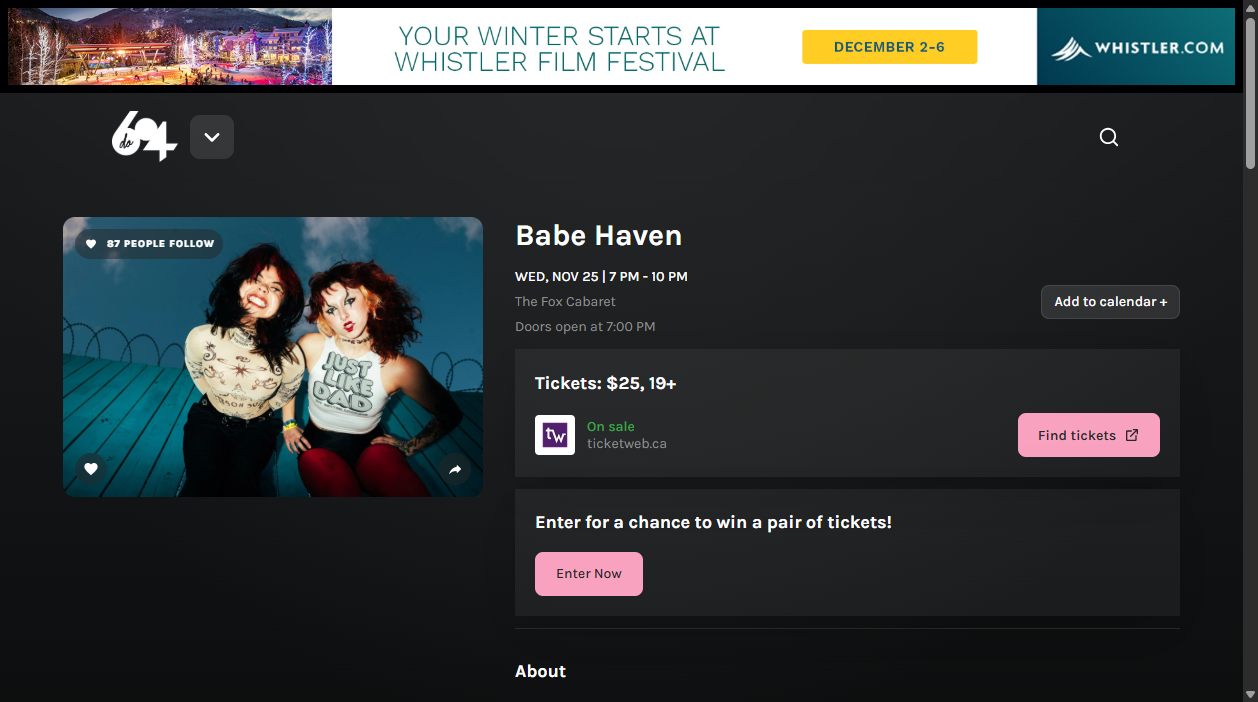 YOUR WINTER STARTS AT
WHISTLER FILM FESTIVAL
DECEMBER 2-6
WHISTLER.COM
do604
87 PEOPLE FOLLOW
JUST
LIKE
DAD
Babe Haven
WED, NOV 25 | 7 PM - 10 PM
The Fox Cabaret
Doors open at 7:00 PM
Add to calendar +
Tickets: $25, 19+
tw
On sale
ticketweb.ca
Find tickets
Enter for a chance to win a pair of tickets!
Enter Now
About